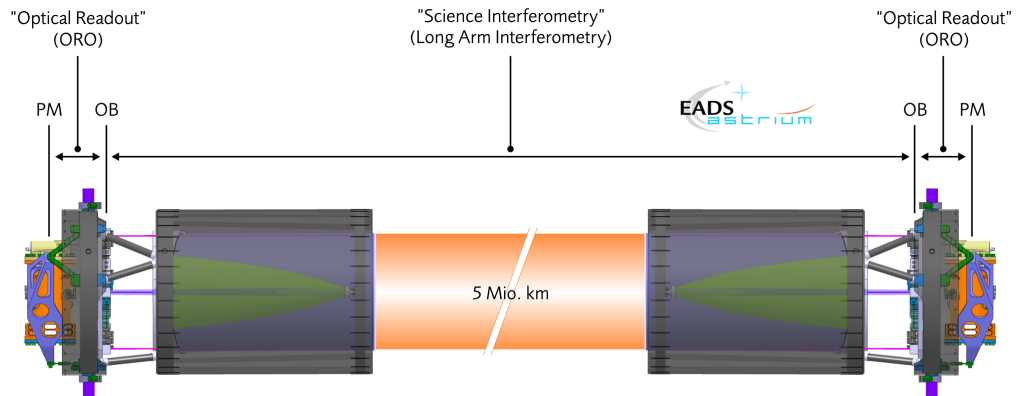 “Optical Readout”
(ORO)
“Science Interferometry”
(Long Arm Interferometry)
“Optical Readout”
(ORO)
PM
OB
EADS
astrium
OB
PM
5 Mio. km